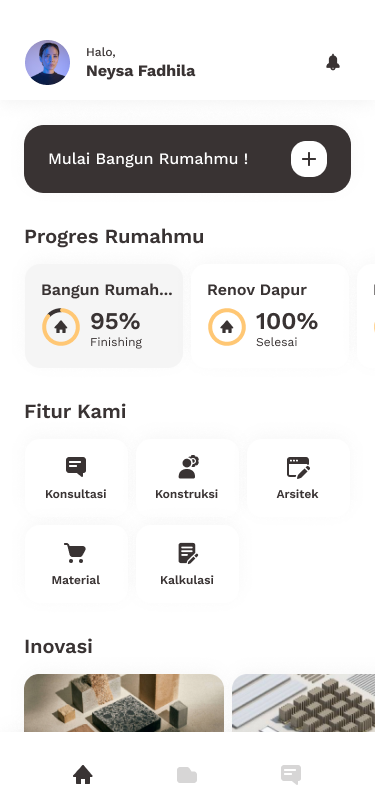 Halo,
Neysa Fadhila
Mulai Bangun Rumahmu !
Progres Rumahmu
Bangun Rumah...
95%
Finishing
Renov Dapur
100%
Selesai
Fitur Kami
Konsultasi
Konstruksi
Arsitek
Material
Kalkulasi
Inovasi